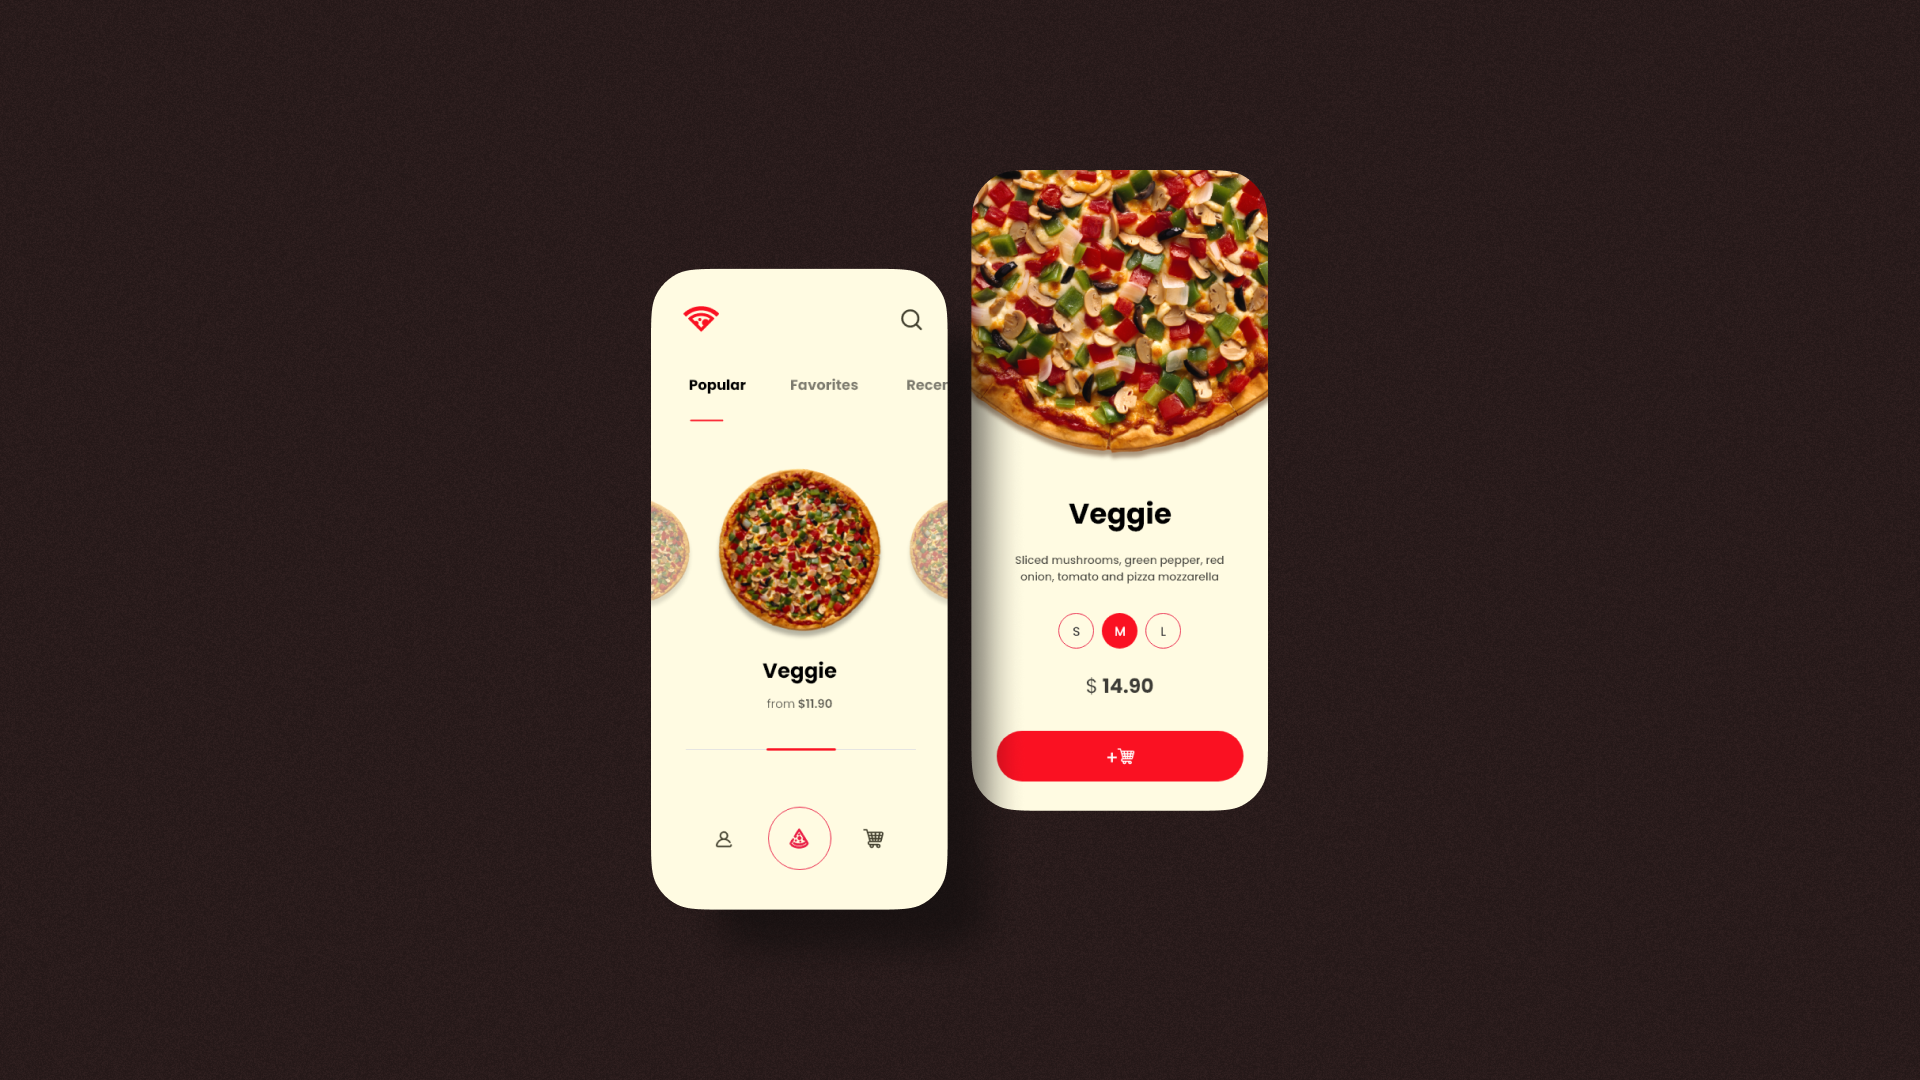 Popular Favorites Recen
Veggie
from $11.90
Veggie
Sliced mushrooms, green pepper, red
onion, tomato and pizza mozzarella
S M L
$ 14.90
+